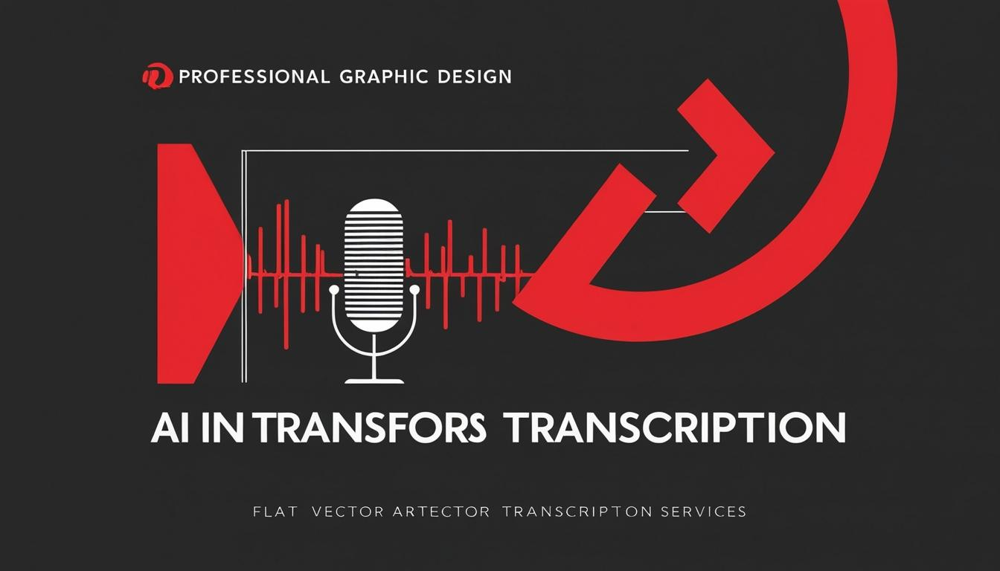 PROFESSIONAL GRAPHIC DESIGN
AI IN TRANSFORS TRANSCRIPTION
FLAT VECTOR ARTECTOR TRANSCRIPTON SERVICES